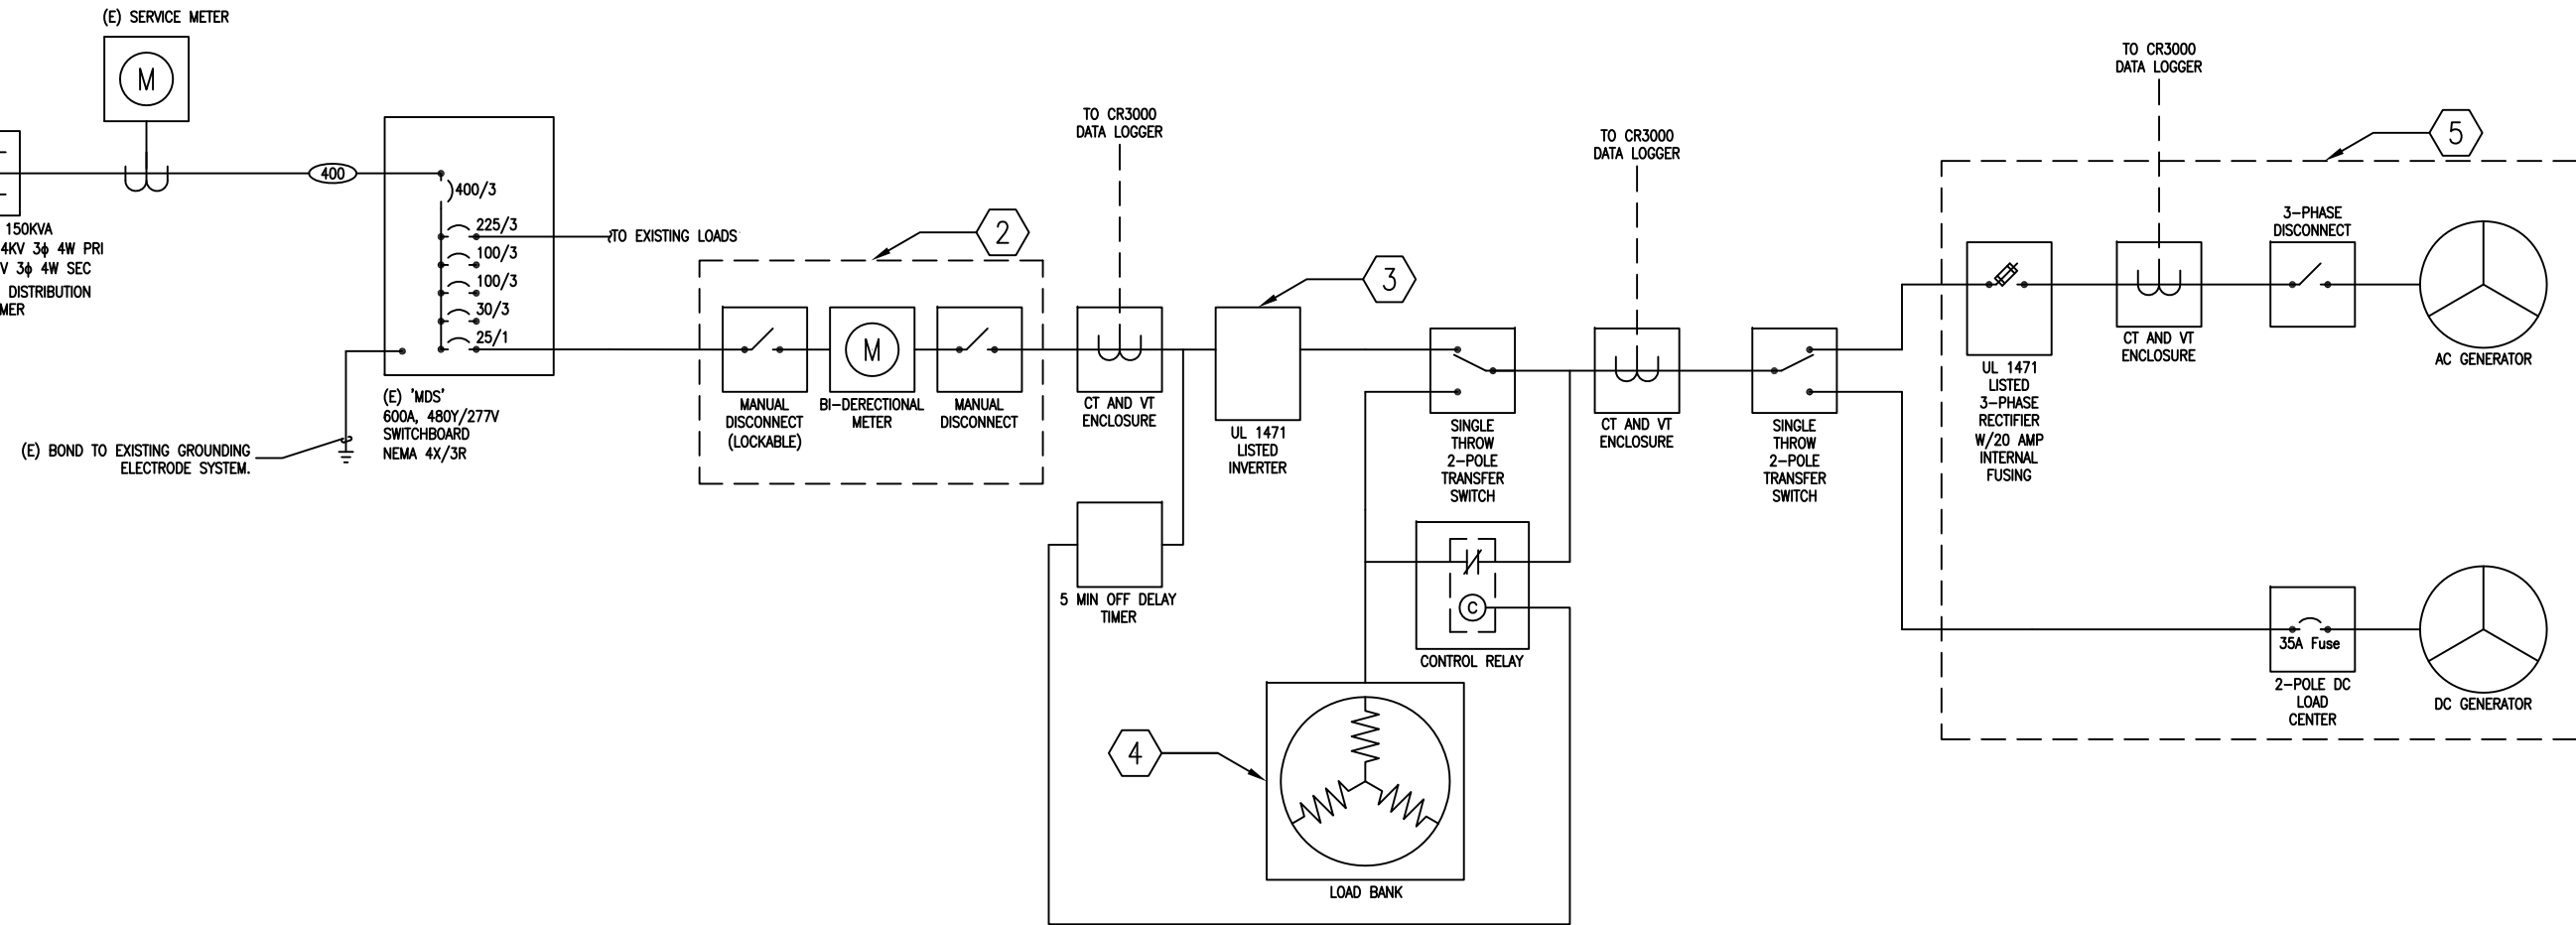 (E) SERVICE METER
M
400
150KVA
4KV 3ϕ 4W PRI
V 3ϕ 4W SEC
DISTRIBUTION
MER
400/3
225/3
100/3
100/3
30/3
25/1
TO EXISTING LOADS
(E) 'MDS'
600A, 480Y/277V
SWITCHBOARD
NEMA 4X/3R
(E) BOND TO EXISTING GROUNDING
ELECTRODE SYSTEM.
2
MANUAL
DISCONNECT
(LOCKABLE)
M
BI-DERECTIONAL
METER
MANUAL
DISCONNECT
TO CR3000
DATA LOGGER
CT AND VT
ENCLOSURE
3
UL 1471
LISTED
INVERTER
5 MIN OFF DELAY
TIMER
SINGLE
THROW
2-POLE
TRANSFER
SWITCH
C
CONTROL RELAY
4
LOAD BANK
TO CR3000
DATA LOGGER
CT AND VT
ENCLOSURE
SINGLE
THROW
2-POLE
TRANSFER
SWITCH
5
UL 1471
LISTED
3-PHASE
RECTIFIER
W/20 AMP
INTERNAL
FUSING
TO CR3000
DATA LOGGER
CT AND VT
ENCLOSURE
3-PHASE
DISCONNECT
AC GENERATOR
35A Fuse
2-POLE DC
LOAD
CENTER
DC GENERATOR